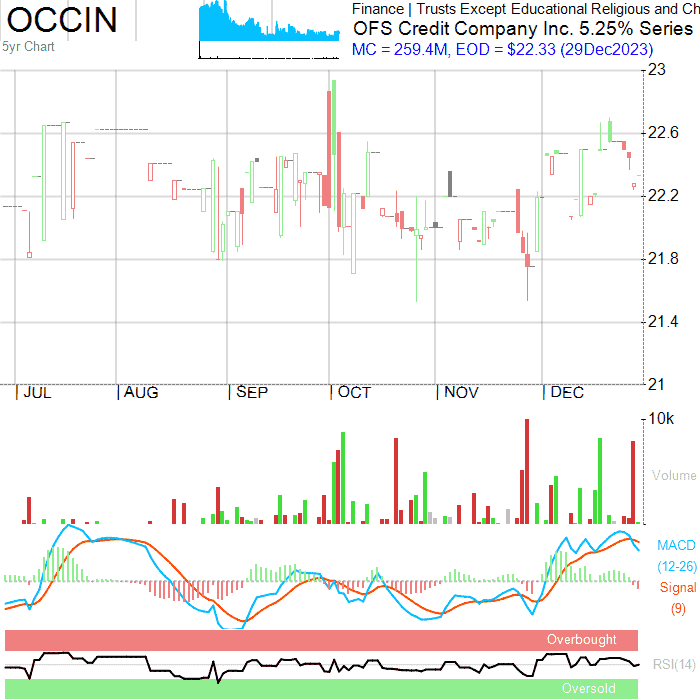 OCCIN
5yr Chart
Finance | Trusts Except Educational Religious and Ch
OFS Credit Company Inc. 5.25% Series
MC = 259.4M, EOD = $22.33 (29Dec2023)
23
22.6
22.2
21.8
21.4
21
JUL
AUG
SEP
OCT
NOV
DEC
10k
Volume
MACD
(12-26)
Signal
(9)
Overbought
RSI(14)
Oversold